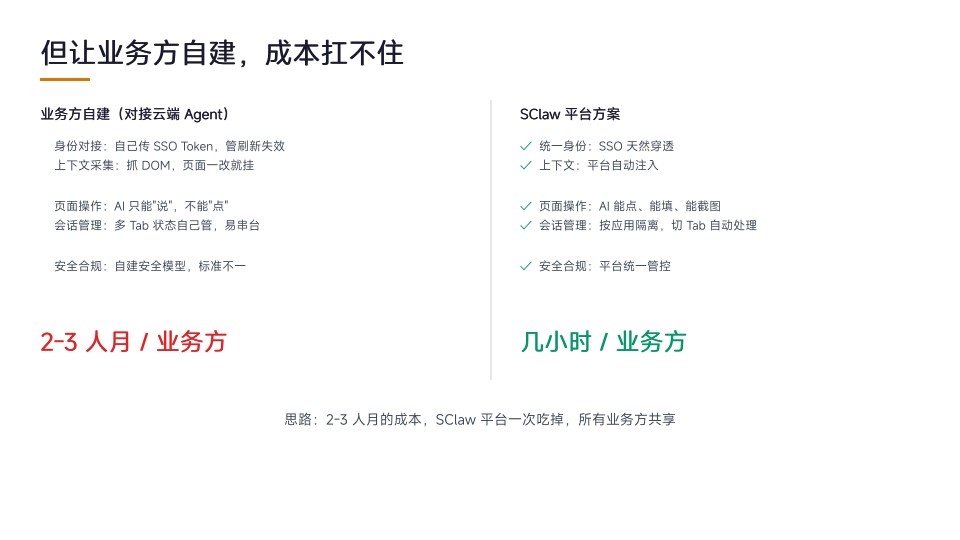 但让业务方自建，成本扛不住
业务方自建（对接云端 Agent）
身份对接：自己传 SSO Token，管刷新失效
上下文采集：抓 DOM，页面一改就挂
页面操作：AI 只能"说"，不能"点"
会话管理：多 Tab 状态自己管，易串台
安全合规：自建安全模型，标准不一
2-3 人月 / 业务方
SClaw 平台方案
✓ 统一身份：SSO 天然穿透
✓ 上下文：平台自动注入
✓ 页面操作：AI 能点、能填、能截图
✓ 会话管理：按应用隔离，切 Tab 自动处理
✓ 安全合规：平台统一管控
几小时 / 业务方
思路：2-3 人月的成本，SClaw 平台一次吃掉，所有业务方共享